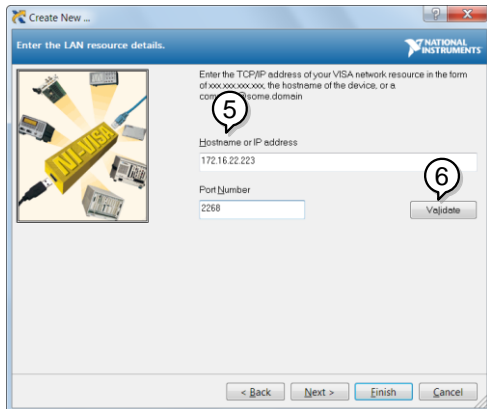 Create New ...
Enter the LAN resource details.
NATIONAL
INSTRUMENTS
Enter the TCP/IP address of your VISA network resource in the form
of xxx.xxx.xxx.xxx, the hostname of the device, or a
@some.domain
5
Hostname or IP address
172.16.22.223
6
Port Number
2268
Validate
NI-VISA
< Back
Next >
Finish
Cancel